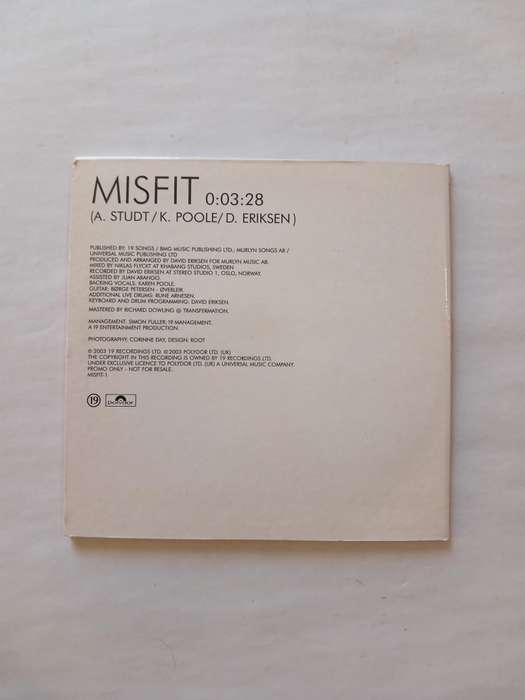 MISFIT 0:03:28
(A. STUDT/K. POOLE/D. ERIKSEN)
PUBLISHED BY: 19 SONGS / BMG MUSIC PUBLISHING LTD.; MURLYN SONGS AB /
UNIVERSAL MUSIC PUBLISHING LTD
PRODUCED AND ARRANGED BY DAVID ERIKSEN FOR MURLYN MUSIC AB.
MIXED BY NIKLAS FLYCKT AT KHABANG STUDIOS, SWEDEN
RECORDED BY DAVID ERIKSEN AT STEREO STUDIO 1, OSLO, NORWAY.
ASSISTED BY JUAN ABANGO.
BACKING VOCALS: KAREN POOLE.
GUITAR: BØRGE PETERSEN - ØVERLEIR.
ADDITIONAL LIVE DRUMS: RUNE ARNESEN.
KEYBOARD AND DRUM PROGRAMMING: DAVID ERIKSEN.
MASTERED BY RICHARD DOWLING @ TRANSFERMATION.
MANAGEMENT: SIMON FULLER: 19 MANAGEMENT.
A 19 ENTERTAINMENT PRODUCTION.
PHOTOGRAPHY: CORINNE DAY, DESIGN: ROOT
℗ 2003 19 RECORDINGS LTD. © 2003 POLYDOR LTD. (UK)
THE COPYRIGHT IN THIS RECORDING IS OWNED BY 19 RECORDINGS LTD.
UNDER EXCLUSIVE LICENCE TO POLYDOR LTD. (UK) A UNIVERSAL MUSIC COMPANY.
PROMO ONLY - NOT FOR RESALE.
MISFIT-1
19 polydor